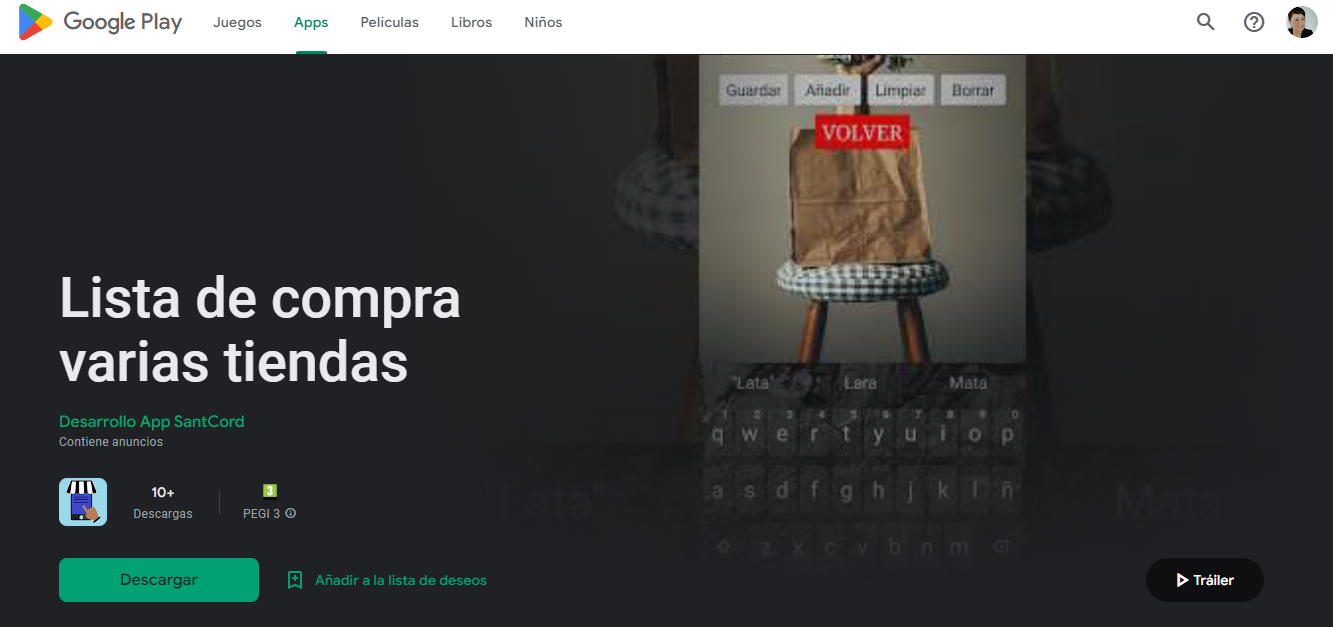 Google Play
Juegos
Apps
Películas
Libros
Niños
Guardar
Añadir
Limpiar
Borrar
VOLVER
Lista de compra
varias tiendas
Desarrollo App SantCord
Contiene anuncios
10+
Descargas
3
PEGI 3
Descargar
Añadir a la lista de deseos
"Lata" Lara Mata
1 2 3 4 5 6 7 8 9 0
q w e r t y u i o p
a s d f g h j k l ñ
z x c v b n m
"Lata"
Mata
Tráiler